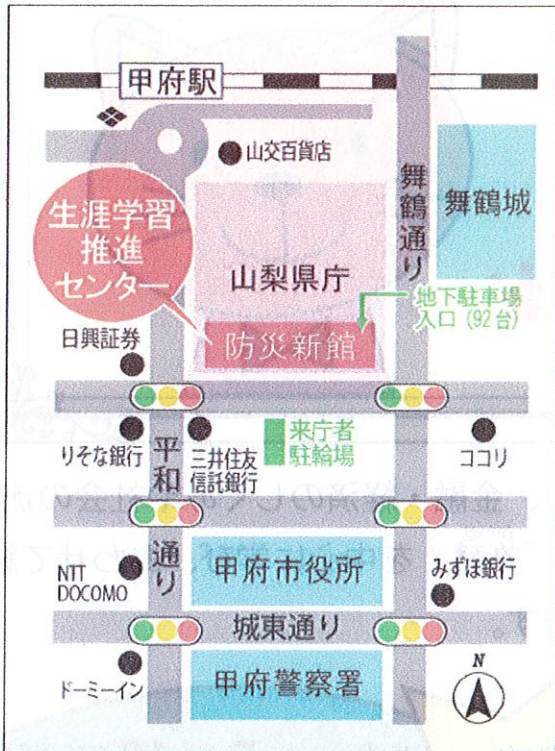 甲府駅
山交百貨店
舞鶴通り
舞鶴城
生涯学習
推進
センター
山梨県庁
地下駐車場
入口(92台)
防災新館
日興証券
りそな銀行
平和通り
三井住友
信託銀行
来庁者
駐輪場
ココリ
NTT
DOCOMO
甲府市役所
みずほ銀行
城東通り
ドーミーイン
甲府警察署
N